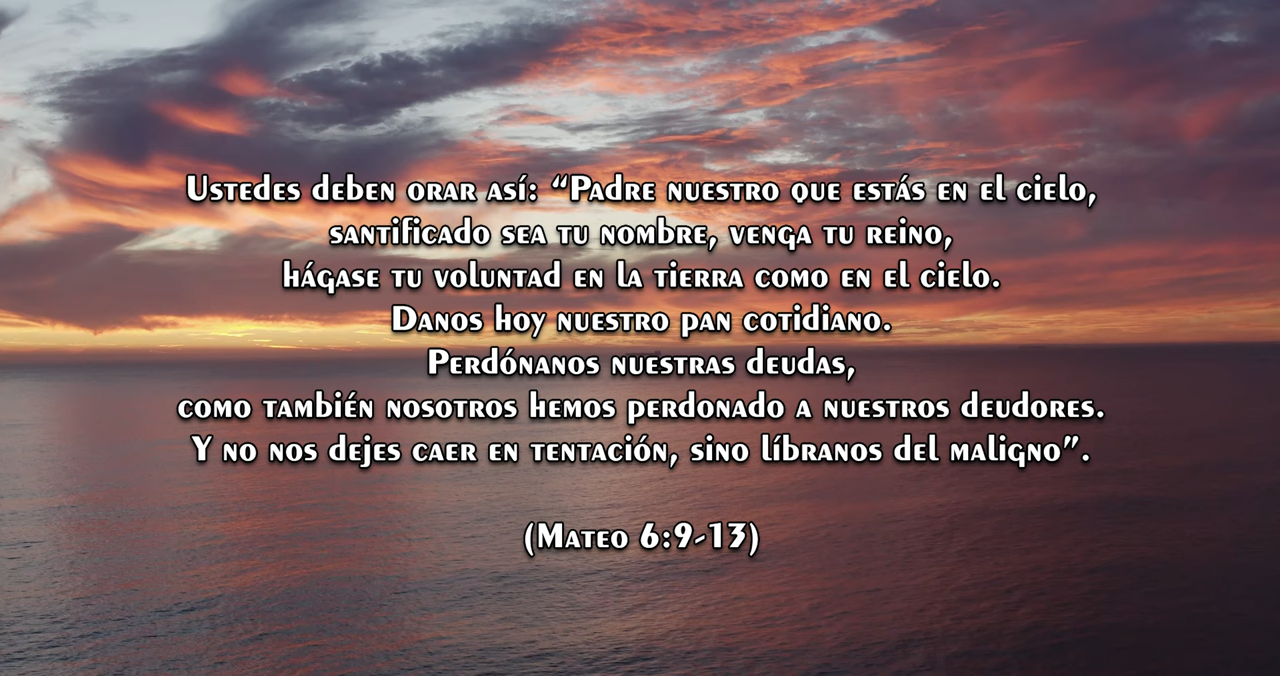 Ustedes deben orar así: “Padre nuestro que estás en el cielo,
santificado sea tu nombre, venga tu reino,
hágase tu voluntad en la tierra como en el cielo.
Danos hoy nuestro pan cotidiano.
Perdónanos nuestras deudas,
como también nosotros hemos perdonado a nuestros deudores.
Y no nos dejes caer en tentación, sino líbranos del maligno”.
(Mateo 6:9-13)